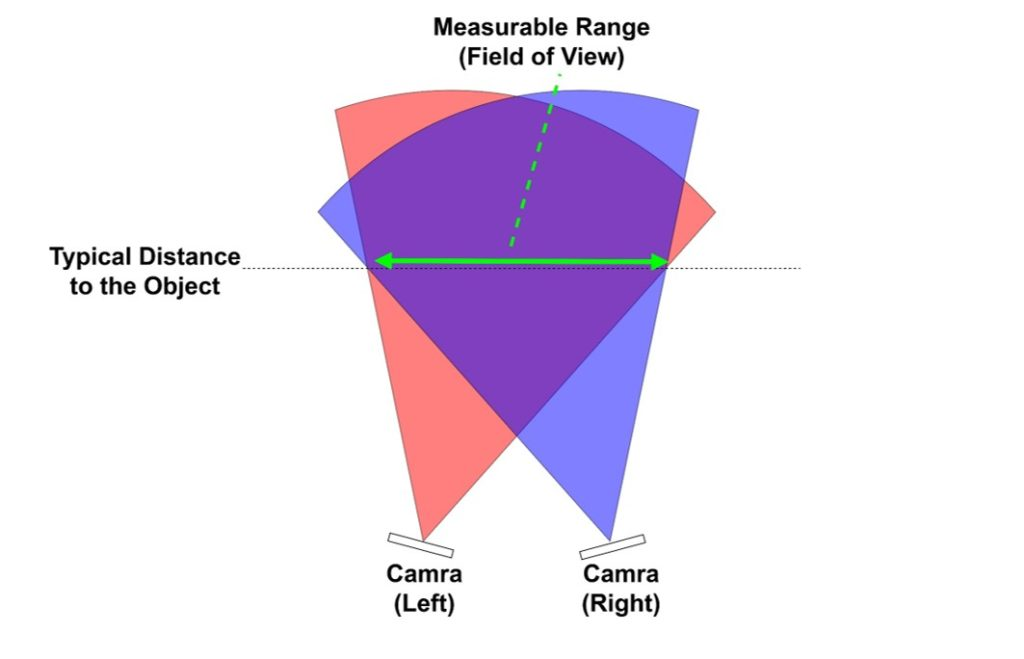 Measurable Range
(Field of View)
Typical Distance
to the Object
Camra
(Left)
Camra
(Right)